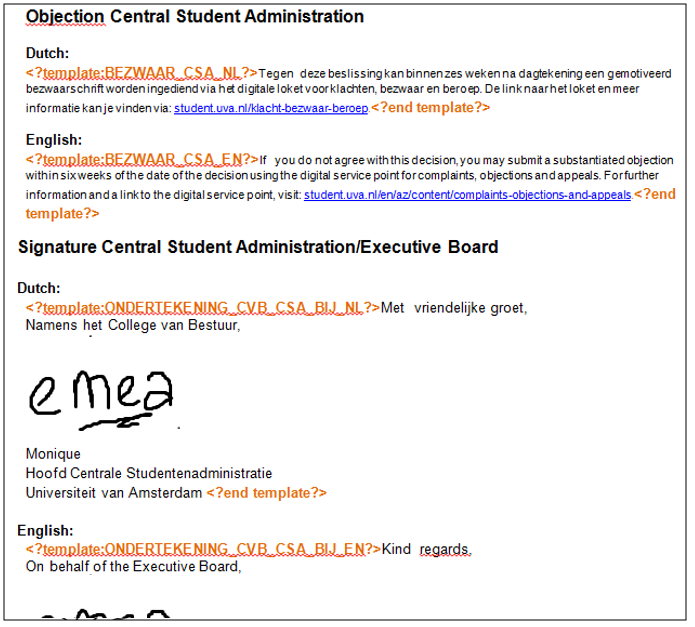 Objection Central Student Administration
Dutch:
<?template:BEZWAAR_CSA_NL?>Tegen deze beslissing kan binnen zes weken na dagtekening een gemotiveerd
bezwaarschrift worden ingediend via het digitale loket voor klachten, bezwaar en beroep. De link naar het loket en meer
informatie kan je vinden via: student.uva.nl/klacht-bezwaar-beroep.<?end template?>
English:
<?template:BEZWAAR_CSA_EN?>If you do not agree with this decision, you may submit a substantiated objection
within six weeks of the date of the decision using the digital service point for complaints, objections and appeals. For further
information and a link to the digital service point, visit: student.uva.nl/en/az/content/complaints-objections-and-appeals.<?end
template?>
Signature Central Student Administration/Executive Board
Dutch:
<?template:ONDERTEKENING_CVB_CSA_BIJ_NL?>Met vriendelijke groet,
Namens het College van Bestuur,
emea
Monique
Hoofd Centrale Studentenadministratie
Universiteit van Amsterdam <?end template?>
English:
<?template:ONDERTEKENING_CVB_CSA_BIJ_EN?>Kind regards,
On behalf of the Executive Board,